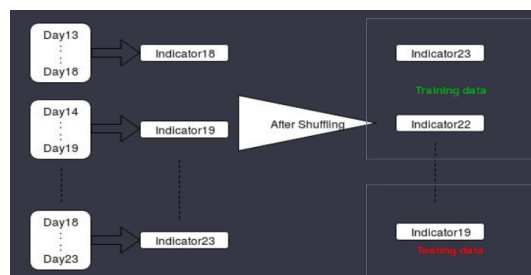 Day13
Day18
Indicator18
Day14
Day19
Indicator19
Day18
Day23
Indicator23
After Shuffling
Indicator23
Training data
Indicator22
Indicator19
Testing data